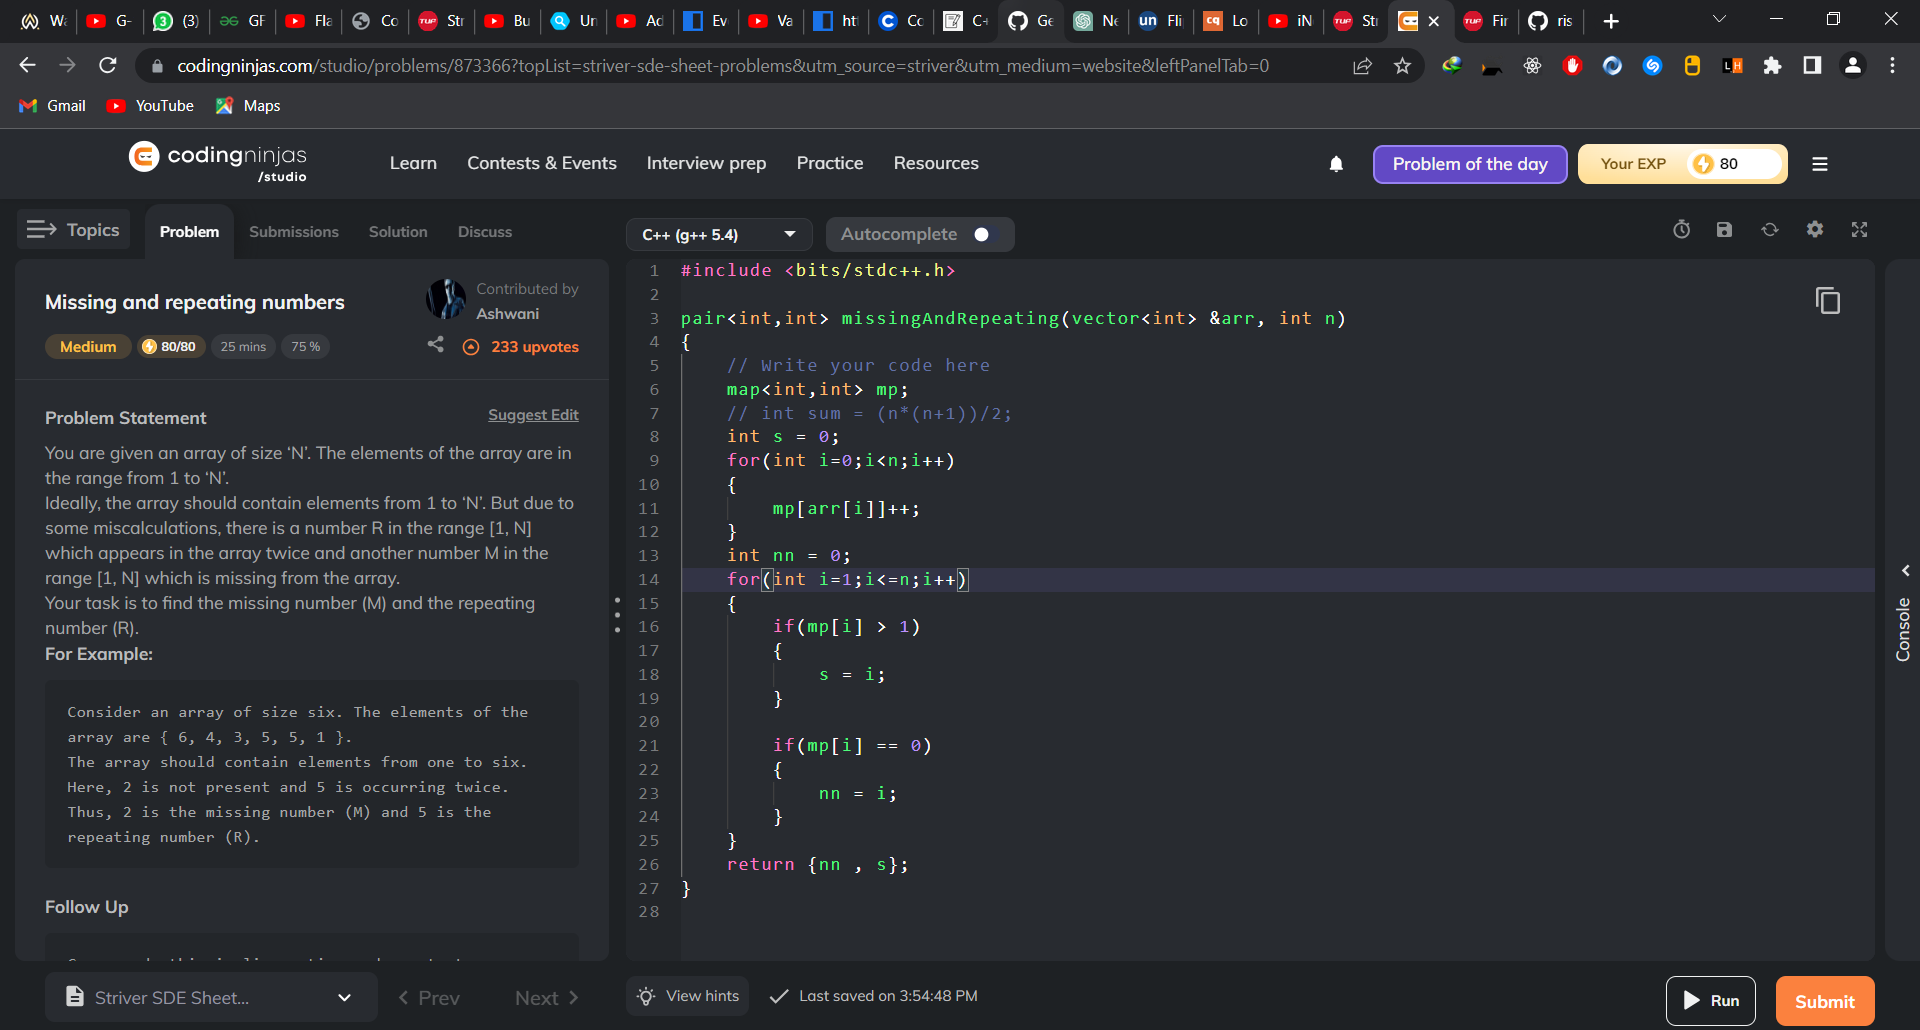 Wa
G-
(3)
GF
Fla
Co
Str
Bu
Un
Ad
Ev
Va
ht
Co
C+
Ge
Ne
Fli
Lo
iN
Str
Fir
ris
codingninjas.com/studio/problems/873366?topList=striver-sde-sheet-problems&utm_source=striver&utm_medium=website&leftPanelTab=0
Gmail
YouTube
Maps
codingninjas
/studio
Learn
Contests & Events
Interview prep
Practice
Resources
Problem of the day
Your EXP
80
Topics
Problem
Submissions
Solution
Discuss
C++ (g++ 5.4)
Autocomplete
Missing and repeating numbers
Contributed by
Ashwani
Medium
80/80
25 mins
75 %
233 upvotes
Problem Statement
Suggest Edit
You are given an array of size ‘N’. The elements of the array are in
the range from 1 to ‘N’.
Ideally, the array should contain elements from 1 to ‘N’. But due to
some miscalculations, there is a number R in the range [1, N]
which appears in the array twice and another number M in the
range [1, N] which is missing from the array.
Your task is to find the missing number (M) and the repeating
number (R).
For Example:
Consider an array of size six. The elements of the
array are { 6, 4, 3, 5, 5, 1 }.
The array should contain elements from one to six.
Here, 2 is not present and 5 is occurring twice.
Thus, 2 is the missing number (M) and 5 is the
repeating number (R).
Follow Up
1 #include <bits/stdc++.h>
2
3 pair<int,int> missingAndRepeating(vector<int> &arr, int n)
4 {
5 // Write your code here
6 map<int,int> mp;
7 // int sum = (n*(n+1))/2;
8 int s = 0;
9 for(int i=0;i<n;i++)
10 {
11 mp[arr[i]]++;
12 }
13 int nn = 0;
14 for(int i=1;i<=n;i++)
15 {
16 if(mp[i] > 1)
17 {
18 s = i;
19 }
20
21 if(mp[i] == 0)
22 {
23 nn = i;
24 }
25 }
26 return {nn , s};
27 }
28
Console
Striver SDE Sheet...
Prev
Next
View hints
Last saved on 3:54:48 PM
Run
Submit